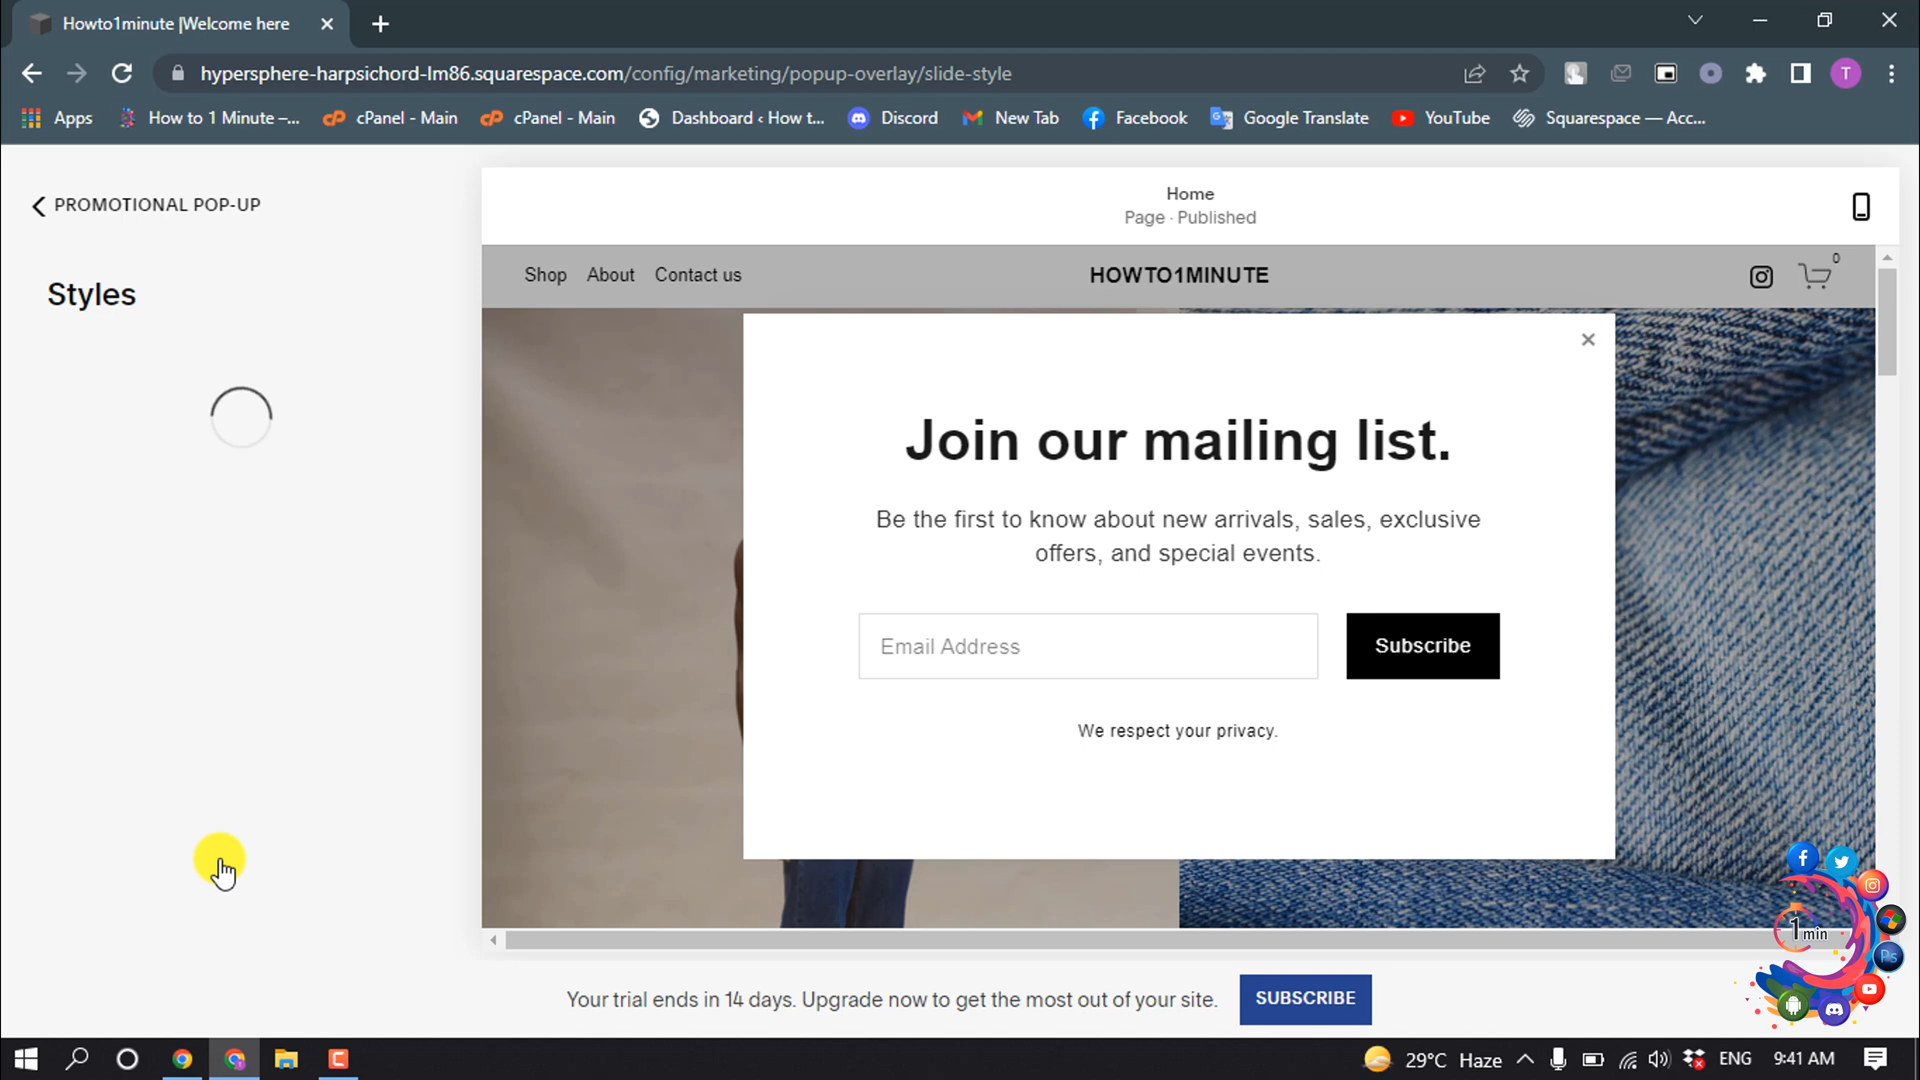 Howto1minute |Welcome here
hypersphere-harpsichord-lm86.squarespace.com/config/marketing/popup-overlay/slide-style
T
Apps
How to 1 Minute –...
cPanel - Main
cPanel - Main
Dashboard ‹ How t...
Discord
New Tab
Facebook
Google Translate
YouTube
Squarespace — Acc...
PROMOTIONAL POP-UP
Styles
Home
Page · Published
Shop About Contact us
HOWTO1MINUTE
0
Join our mailing list.
Be the first to know about new arrivals, sales, exclusive
offers, and special events.
Email Address
Subscribe
We respect your privacy.
1 min
Ps
Your trial ends in 14 days. Upgrade now to get the most out of your site.
SUBSCRIBE
29°C Haze
ENG
9:41 AM